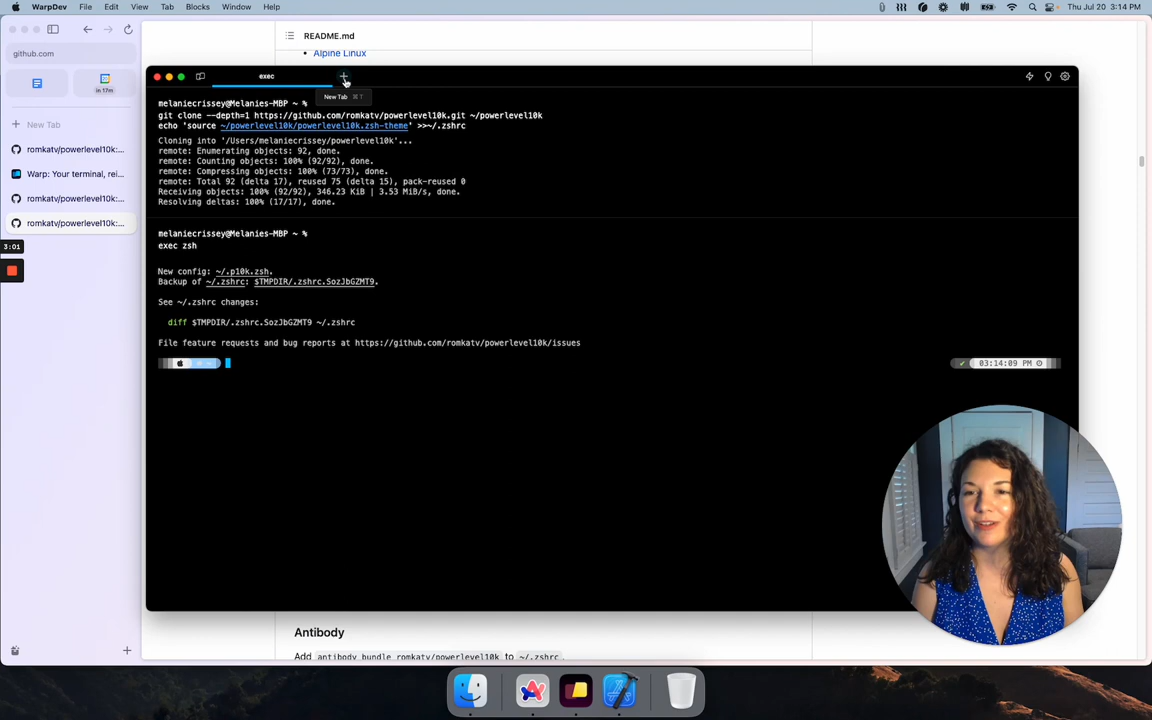 WarpDev File Edit View Tab Blocks Window Help
Thu Jul 20 3:14 PM
github.com
in 17m
New Tab
romkatv/powerlevel10k:...
Warp: Your terminal, rei...
romkatv/powerlevel10k:...
romkatv/powerlevel10k:...
3:01
README.md
Alpine Linux
exec
New Tab ⌘ T
melaniecrissey@Melanies-MBP ~ %
git clone --depth=1 https://github.com/romkatv/powerlevel10k.git ~/powerlevel10k
echo 'source ~/powerlevel10k/powerlevel10k.zsh-theme' >>~/.zshrc
Cloning into '/Users/melaniecrissey/powerlevel10k'...
remote: Enumerating objects: 92, done.
remote: Counting objects: 100% (92/92), done.
remote: Compressing objects: 100% (73/73), done.
remote: Total 92 (delta 17), reused 75 (delta 15), pack-reused 0
Receiving objects: 100% (92/92), 346.23 KiB | 3.53 MiB/s, done.
Resolving deltas: 100% (17/17), done.
melaniecrissey@Melanies-MBP ~ %
exec zsh
New config: ~/.p10k.zsh.
Backup of ~/.zshrc: $TMPDIR/.zshrc.SozJbGZMT9.
See ~/.zshrc changes:
diff $TMPDIR/.zshrc.SozJbGZMT9 ~/.zshrc
File feature requests and bug reports at https://github.com/romkatv/powerlevel10k/issues
03:14:09 PM
Antibody
Add antibody bundle romkatv/powerlevel10k to ~/.zshrc.